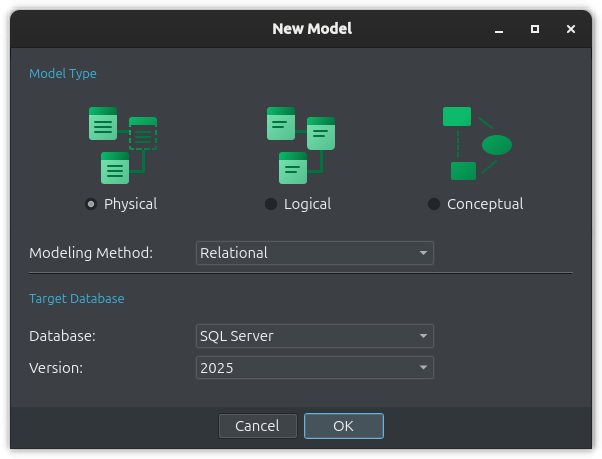 New Model
Model Type
Physical
Logical
Conceptual
Modeling Method: Relational
Target Database
Database: SQL Server
Version: 2025
Cancel OK